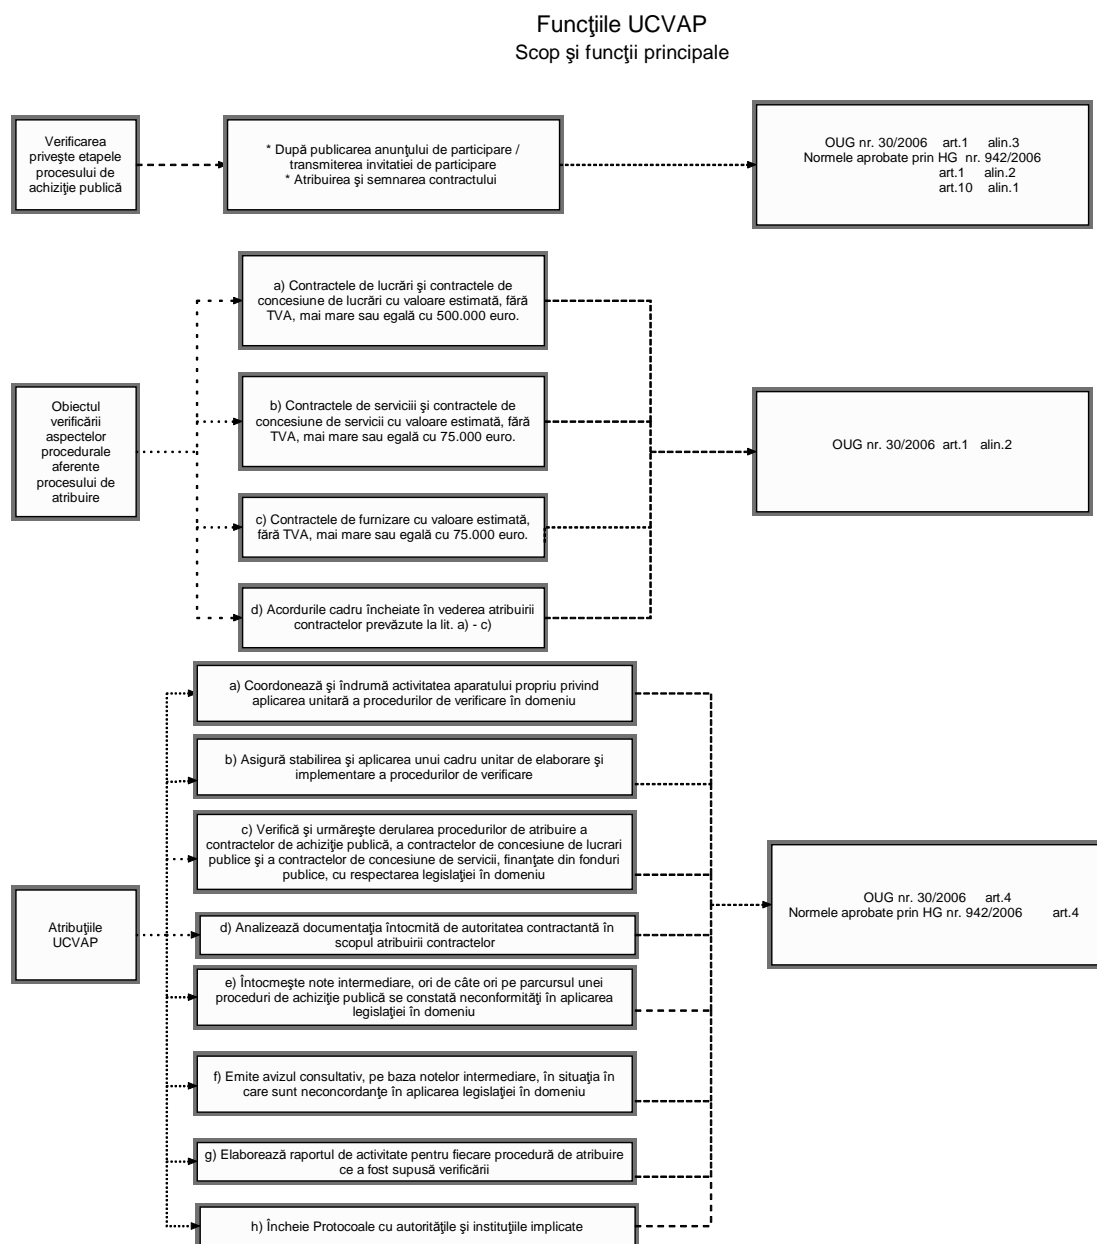 Funcţiile UCVAP
Scop şi funcţii principale
Verificarea
priveşte etapele
procesului de
achiziţie publică
* După publicarea anunţului de participare /
transmiterea invitatiei de participare
* Atribuirea şi semnarea contractului
OUG nr. 30/2006 art.1 alin.3
Normele aprobate prin HG nr. 942/2006
art.1 alin.2
art.10 alin.1
a) Contractele de lucrări şi contractele de
concesiune de lucrări cu valoare estimată, fără
TVA, mai mare sau egală cu 500.000 euro.
Obiectul
verificării
aspectelor
procedurale
aferente
procesului de
atribuire
b) Contractele de serviciii şi contractele de
concesiune de servicii cu valoare estimată, fără
TVA, mai mare sau egală cu 75.000 euro.
OUG nr. 30/2006 art.1 alin.2
c) Contractele de furnizare cu valoare estimată,
fără TVA, mai mare sau egală cu 75.000 euro.
d) Acordurile cadru încheiate în vederea atribuirii
contractelor prevăzute la lit. a) - c)
a) Coordonează şi îndrumă activitatea aparatului propriu privind
aplicarea unitară a procedurilor de verificare în domeniu
b) Asigură stabilirea şi aplicarea unui cadru unitar de elaborare şi
implementare a procedurilor de verificare
c) Verifică şi urmăreşte derularea procedurilor de atribuire a
contractelor de achiziţie publică, a contractelor de concesiune de lucrari
publice şi a contractelor de concesiune de servicii, finanţate din fonduri
publice, cu respectarea legislaţiei în domeniu
Atribuţiile
UCVAP
d) Analizează documentaţia întocmită de autoritatea contractantă în
scopul atribuirii contractelor
OUG nr. 30/2006 art.4
Normele aprobate prin HG nr. 942/2006 art.4
e) Întocmeşte note intermediare, ori de câte ori pe parcursul unei
proceduri de achiziţie publică se constată neconformităţi în aplicarea
legislaţiei în domeniu
f) Emite avizul consultativ, pe baza notelor intermediare, în situaţia în
care sunt neconcordanţe în aplicarea legislaţiei în domeniu
g) Elaborează raportul de activitate pentru fiecare procedură de atribuire
ce a fost supusă verificării
h) Încheie Protocoale cu autorităţile şi instituţiile implicate